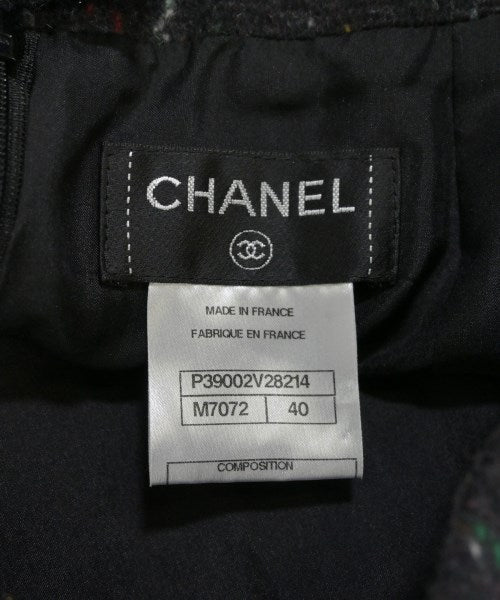 CHANEL
MADE IN FRANCE
FABRIQUE EN FRANCE
P39002V28214
M7072 40
COMPOSITION